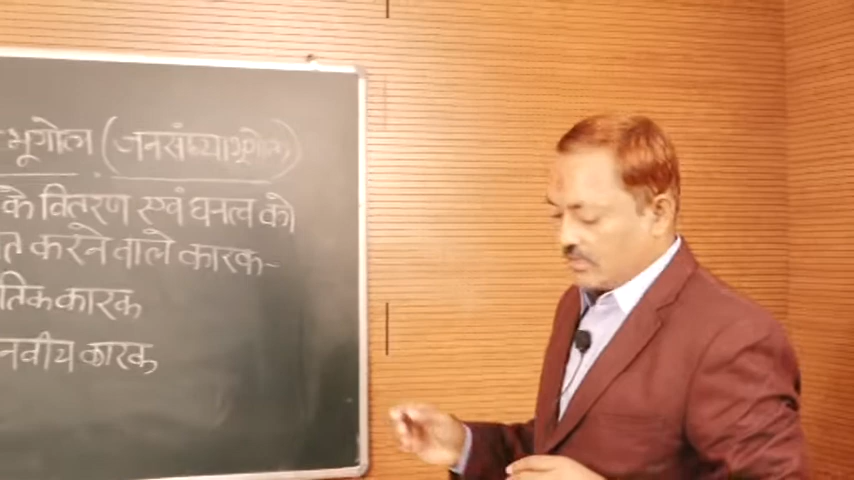 भूगोल (जनसंख्या भूगोल)
के वितरण एवं घनत्व को
त करने वाले कारक-
तिक कारक
नवीय कारक